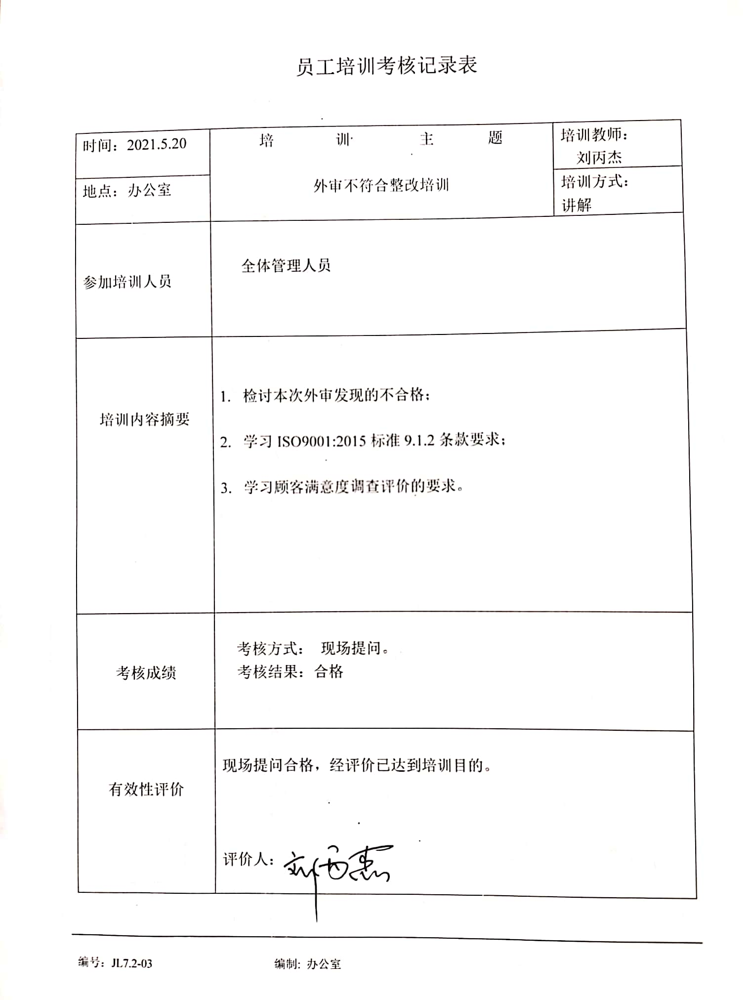 员工培训考核记录表
时间：2021.5.20
培 训 主 题
培训教师：
刘丙杰
地点：办公室
外审不符合整改培训
培训方式：
讲解
参加培训人员
全体管理人员
培训内容摘要
1. 检讨本次外审发现的不合格；
2. 学习 ISO9001:2015 标准 9.1.2 条款要求；
3. 学习顾客满意度调查评价的要求。
考核成绩
考核方式： 现场提问。
考核结果：合格
有效性评价
现场提问合格，经评价已达到培训目的。
评价人：刘丙杰
编号：JL7.2-03 编制: 办公室